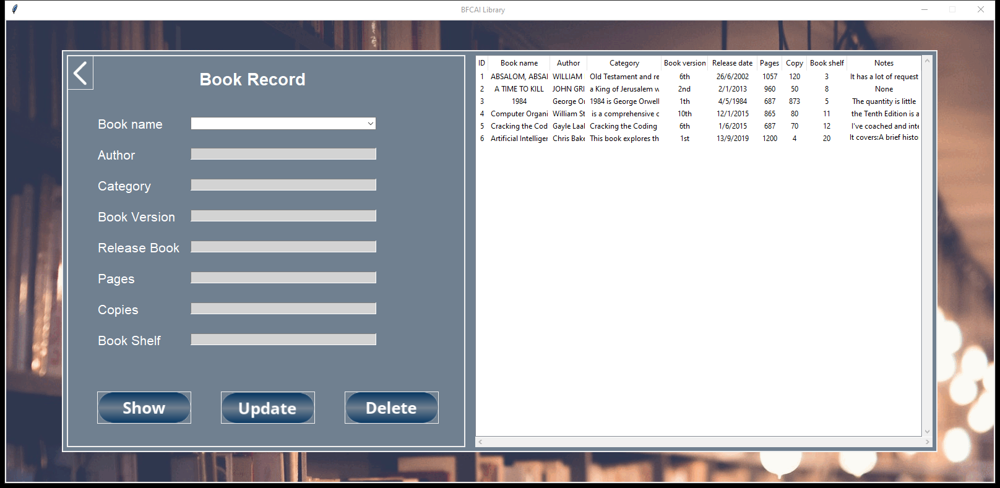 BFCAI Library
Book Record
Book name
Author
Category
Book Version
Release Book
Pages
Copies
Book Shelf
Show Update Delete
ID Book name Author Category Book version Release date Pages Copy Book shelf Notes
1 ABSALOM, ABSAI WILLIAM Old Testament and re 6th 26/6/2002 1057 120 3 It has a lot of request
2 A TIME TO KILL JOHN GRI a King of Jerusalem w 2nd 2/1/2013 960 50 8 None
3 1984 George Or 1984 is George Orwell 1th 4/5/1984 687 873 5 The quantity is little
4 Computer Organi William St is a comprehensive c 10th 12/1/2015 865 80 11 the Tenth Edition is a
5 Cracking the Cod Gayle Laal Cracking the Coding 6th 1/6/2015 687 70 12 I've coached and inte
6 Artificial Intelliger Chris Bake This book explores th 1st 13/9/2019 1200 4 20 It covers:A brief histo